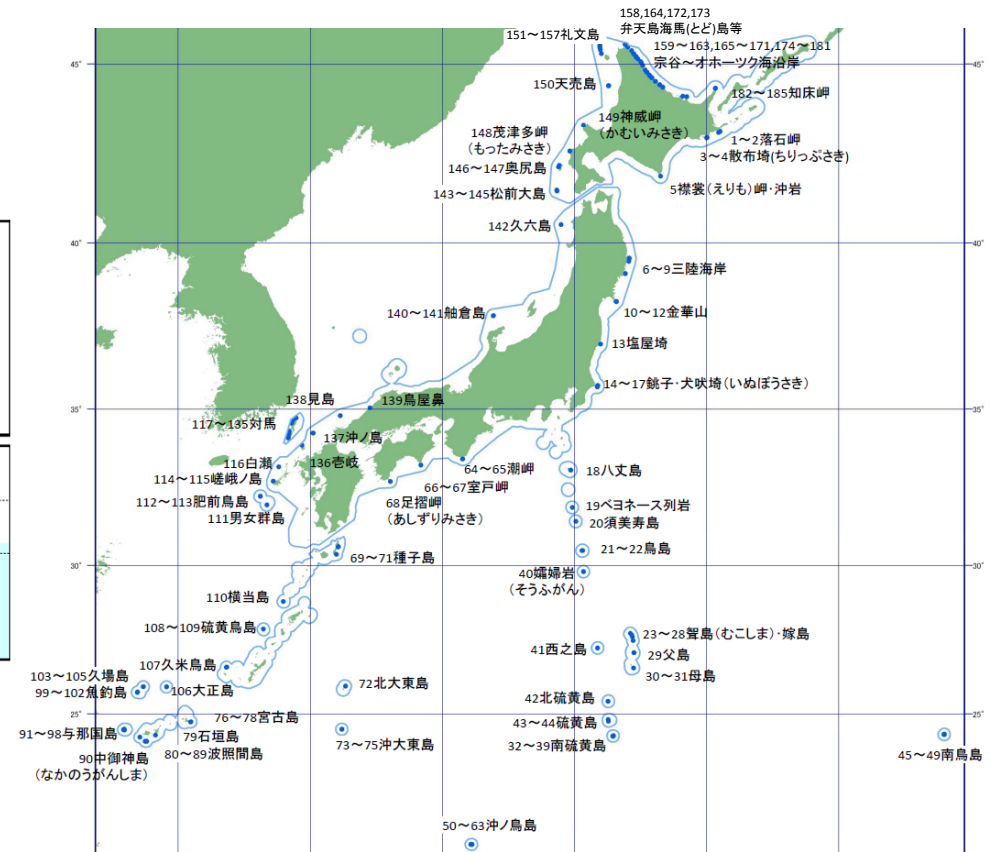 158,164,172,173
弁天島海馬(とど)島等
151～157礼文島
159～163,165～171,174～181
宗谷～オホーツク海沿岸
45°
45°
150天売島
182～185知床岬
149神威岬
(かむいみさき)
148茂津多岬
(もったみさき)
1～2落石岬
3～4散布埼(ちりっぷさき)
146～147奥尻島
5襟裳(えりも)岬・沖岩
143～145松前大島
142久六島
40°
40°
6～9三陸海岸
140～141舳倉島
10～12金華山
13塩屋埼
14～17銚子・犬吠埼(いぬぼうさき)
138見島
139鳥屋鼻
35°
35°
117～135対馬
137沖ノ島
116白瀬
136壱岐
64～65潮岬
18八丈島
114～115嵯峨ノ島
66～67室戸岬
112～113肥前鳥島
68足摺岬
(あしずりみさき)
19ベヨネース列岩
111男女群島
20須美寿島
69～71種子島
21～22鳥島
30°
30°
40孀婦岩
(そうふがん)
110横当島
108～109硫黄鳥島
23～28聟島(むこしま)・嫁島
41西之島
29父島
107久米鳥島
30～31母島
103～105久場島
99～102魚釣島
106大正島
72北大東島
42北硫黄島
76～78宮古島
25°
25°
91～98与那国島
79石垣島
43～44硫黄島
73～75沖大東島
32～39南硫黄島
90中御神島
(なかのうがんしま)
80～89波照間島
45～49南鳥島
50～63沖ノ鳥島